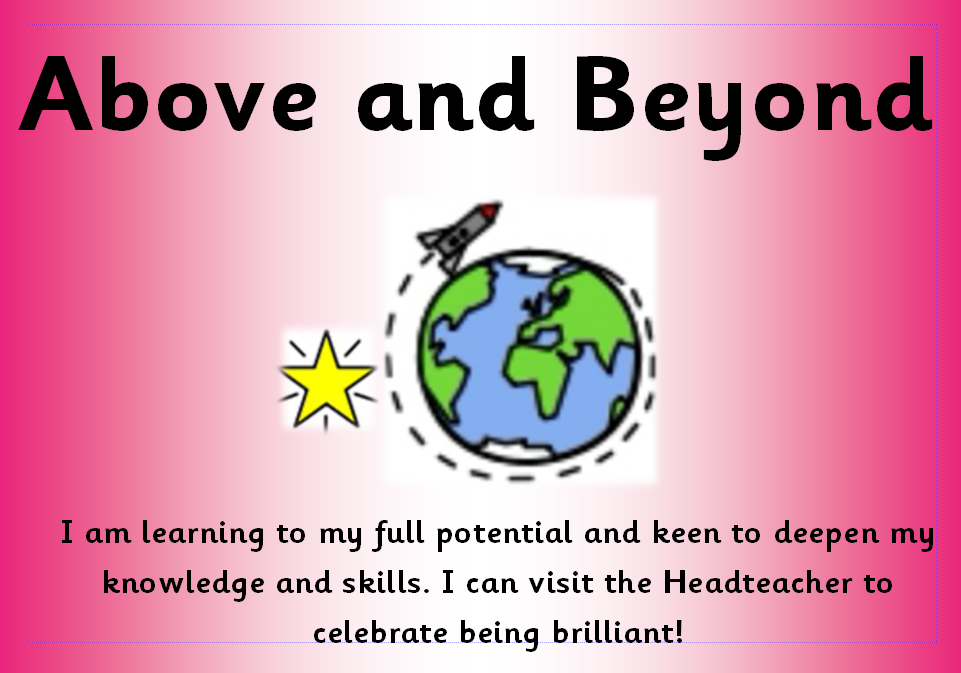 Above and Beyond
I am learning to my full potential and keen to deepen my
knowledge and skills. I can visit the Headteacher to
celebrate being brilliant!